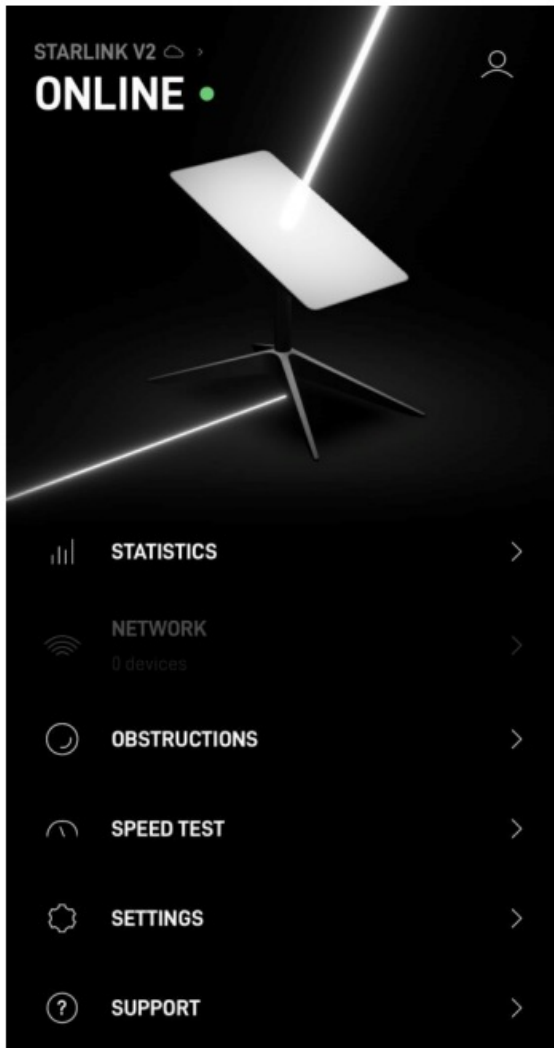 STARLINK V2
ONLINE
STATISTICS
NETWORK
0 devices
OBSTRUCTIONS
SPEED TEST
SETTINGS
SUPPORT